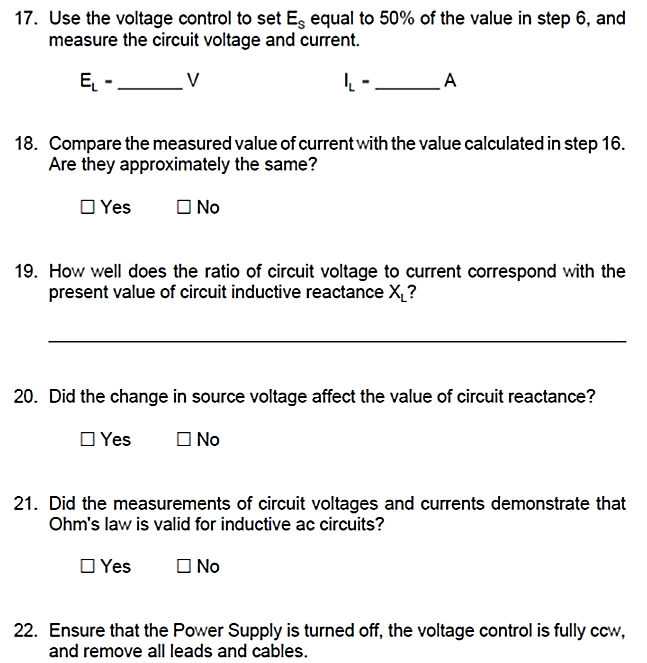 17. Use the voltage control to set ES equal to 50% of the value in step 6, and
measure the circuit voltage and current.
EL = ______ V IL = ______ A
18. Compare the measured value of current with the value calculated in step 16.
Are they approximately the same?
☐ Yes ☐ No
19. How well does the ratio of circuit voltage to current correspond with the
present value of circuit inductive reactance XL?
20. Did the change in source voltage affect the value of circuit reactance?
☐ Yes ☐ No
21. Did the measurements of circuit voltages and currents demonstrate that
Ohm's law is valid for inductive ac circuits?
☐ Yes ☐ No
22. Ensure that the Power Supply is turned off, the voltage control is fully ccw,
and remove all leads and cables.